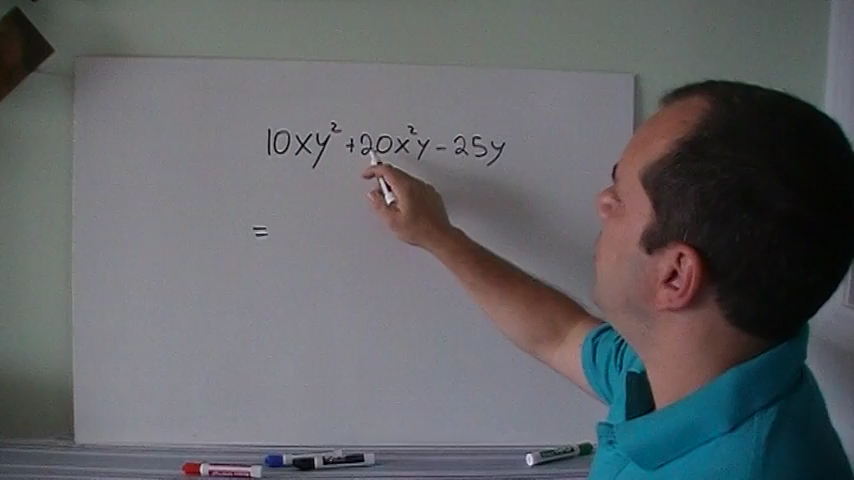 10xy² + 20x²y - 25y
=